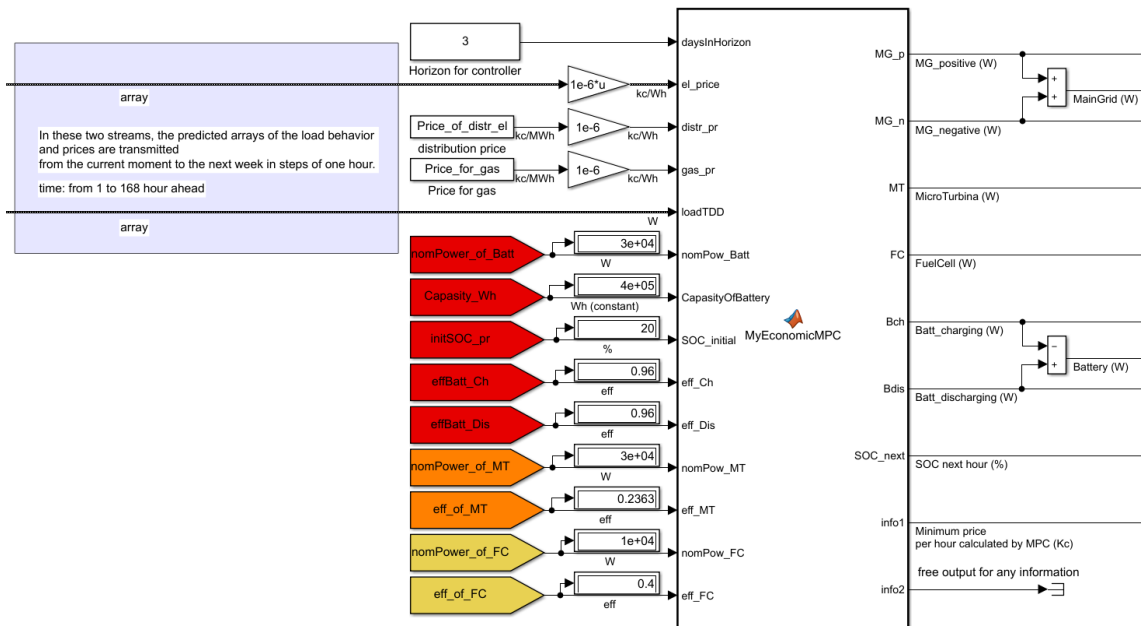 3
Horizon for controller
daysInHorizon
array
1e-6*u
kc/Wh
el_price
In these two streams, the predicted arrays of the load behavior
and prices are transmitted
from the current moment to the next week in steps of one hour.
time: from 1 to 168 hour ahead
Price_of_distr_el
kc/MWh
distribution price
1e-6
kc/Wh
distr_pr
Price_for_gas
kc/MWh
Price for gas
1e-6
kc/Wh
gas_pr
array
loadTDD
W
nomPower_of_Batt
3e+04
W
nomPow_Batt
Capasity_Wh
4e+05
Wh (constant)
CapasityOfBattery
initSOC_pr
20
%
SOC_initial
effBatt_Ch
0.96
eff
eff_Ch
effBatt_Dis
0.96
eff
eff_Dis
nomPower_of_MT
3e+04
W
nomPow_MT
eff_of_MT
0.2363
eff
eff_MT
nomPower_of_FC
1e+04
W
nomPow_FC
eff_of_FC
0.4
eff
eff_FC
MyEconomicMPC
MG_p
MG_positive (W)
+
+
MainGrid (W)
MG_n
MG_negative (W)
MT
MicroTurbina (W)
FC
FuelCell (W)
Bch
Batt_charging (W)
−
+
Battery (W)
Bdis
Batt_discharging (W)
SOC_next
SOC next hour (%)
info1
Minimum price
per hour calculated by MPC (Kc)
free output for any information
info2